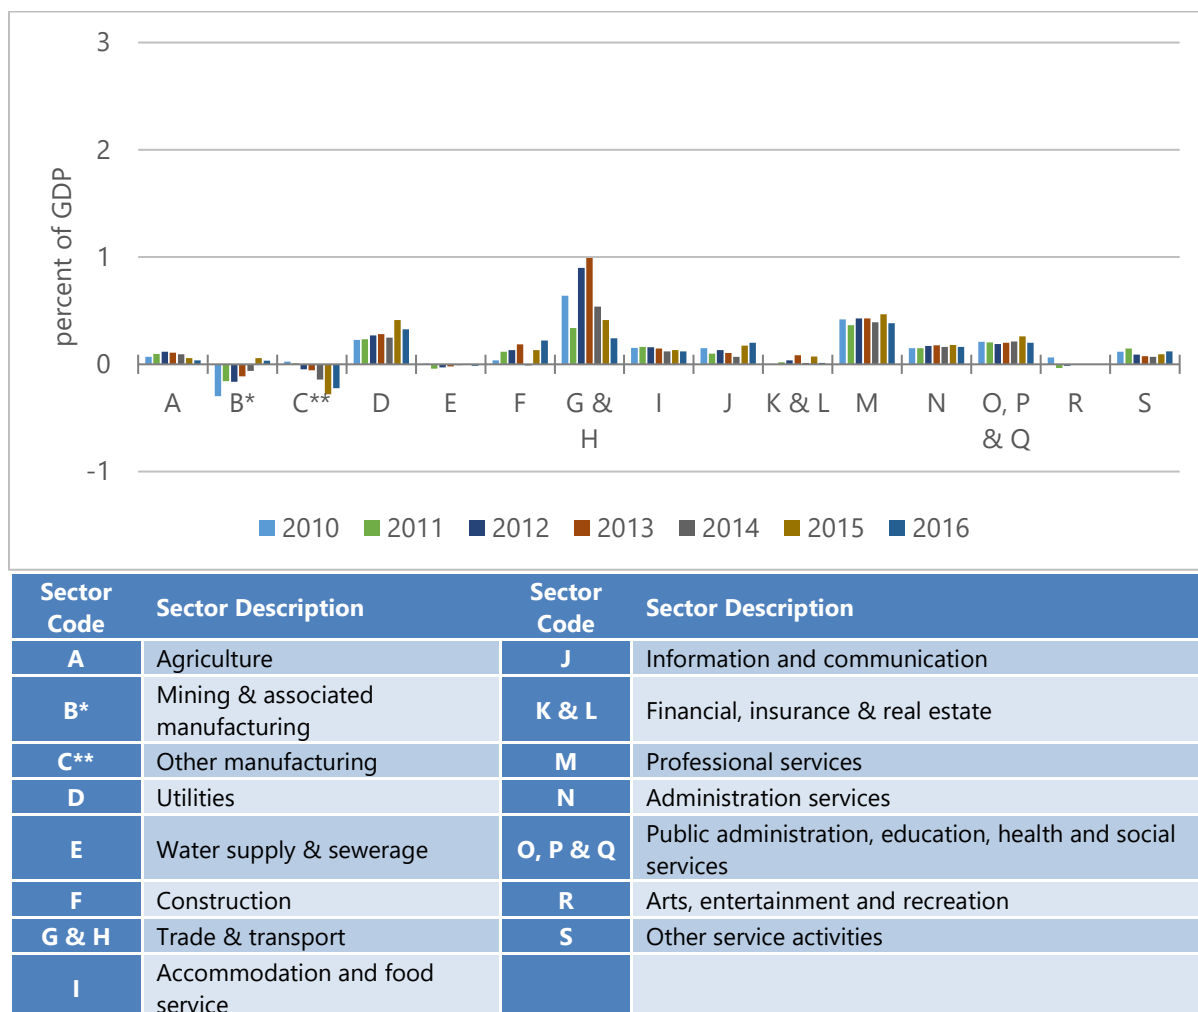 3
2
1
0
-1
percent of GDP
A B* C** D E F G & I J K & L M N O, P R S
H & Q
2010 2011 2012 2013 2014 2015 2016
Sector Sector
Code Sector Description Code Sector Description
A Agriculture J Information and communication
B* Mining & associated
manufacturing K & L Financial, insurance & real estate
C** Other manufacturing M Professional services
D Utilities N Administration services
E Water supply & sewerage O, P & Q Public administration, education, health and social
services
F Construction R Arts, entertainment and recreation
G & H Trade & transport S Other service activities
I Accommodation and food
service